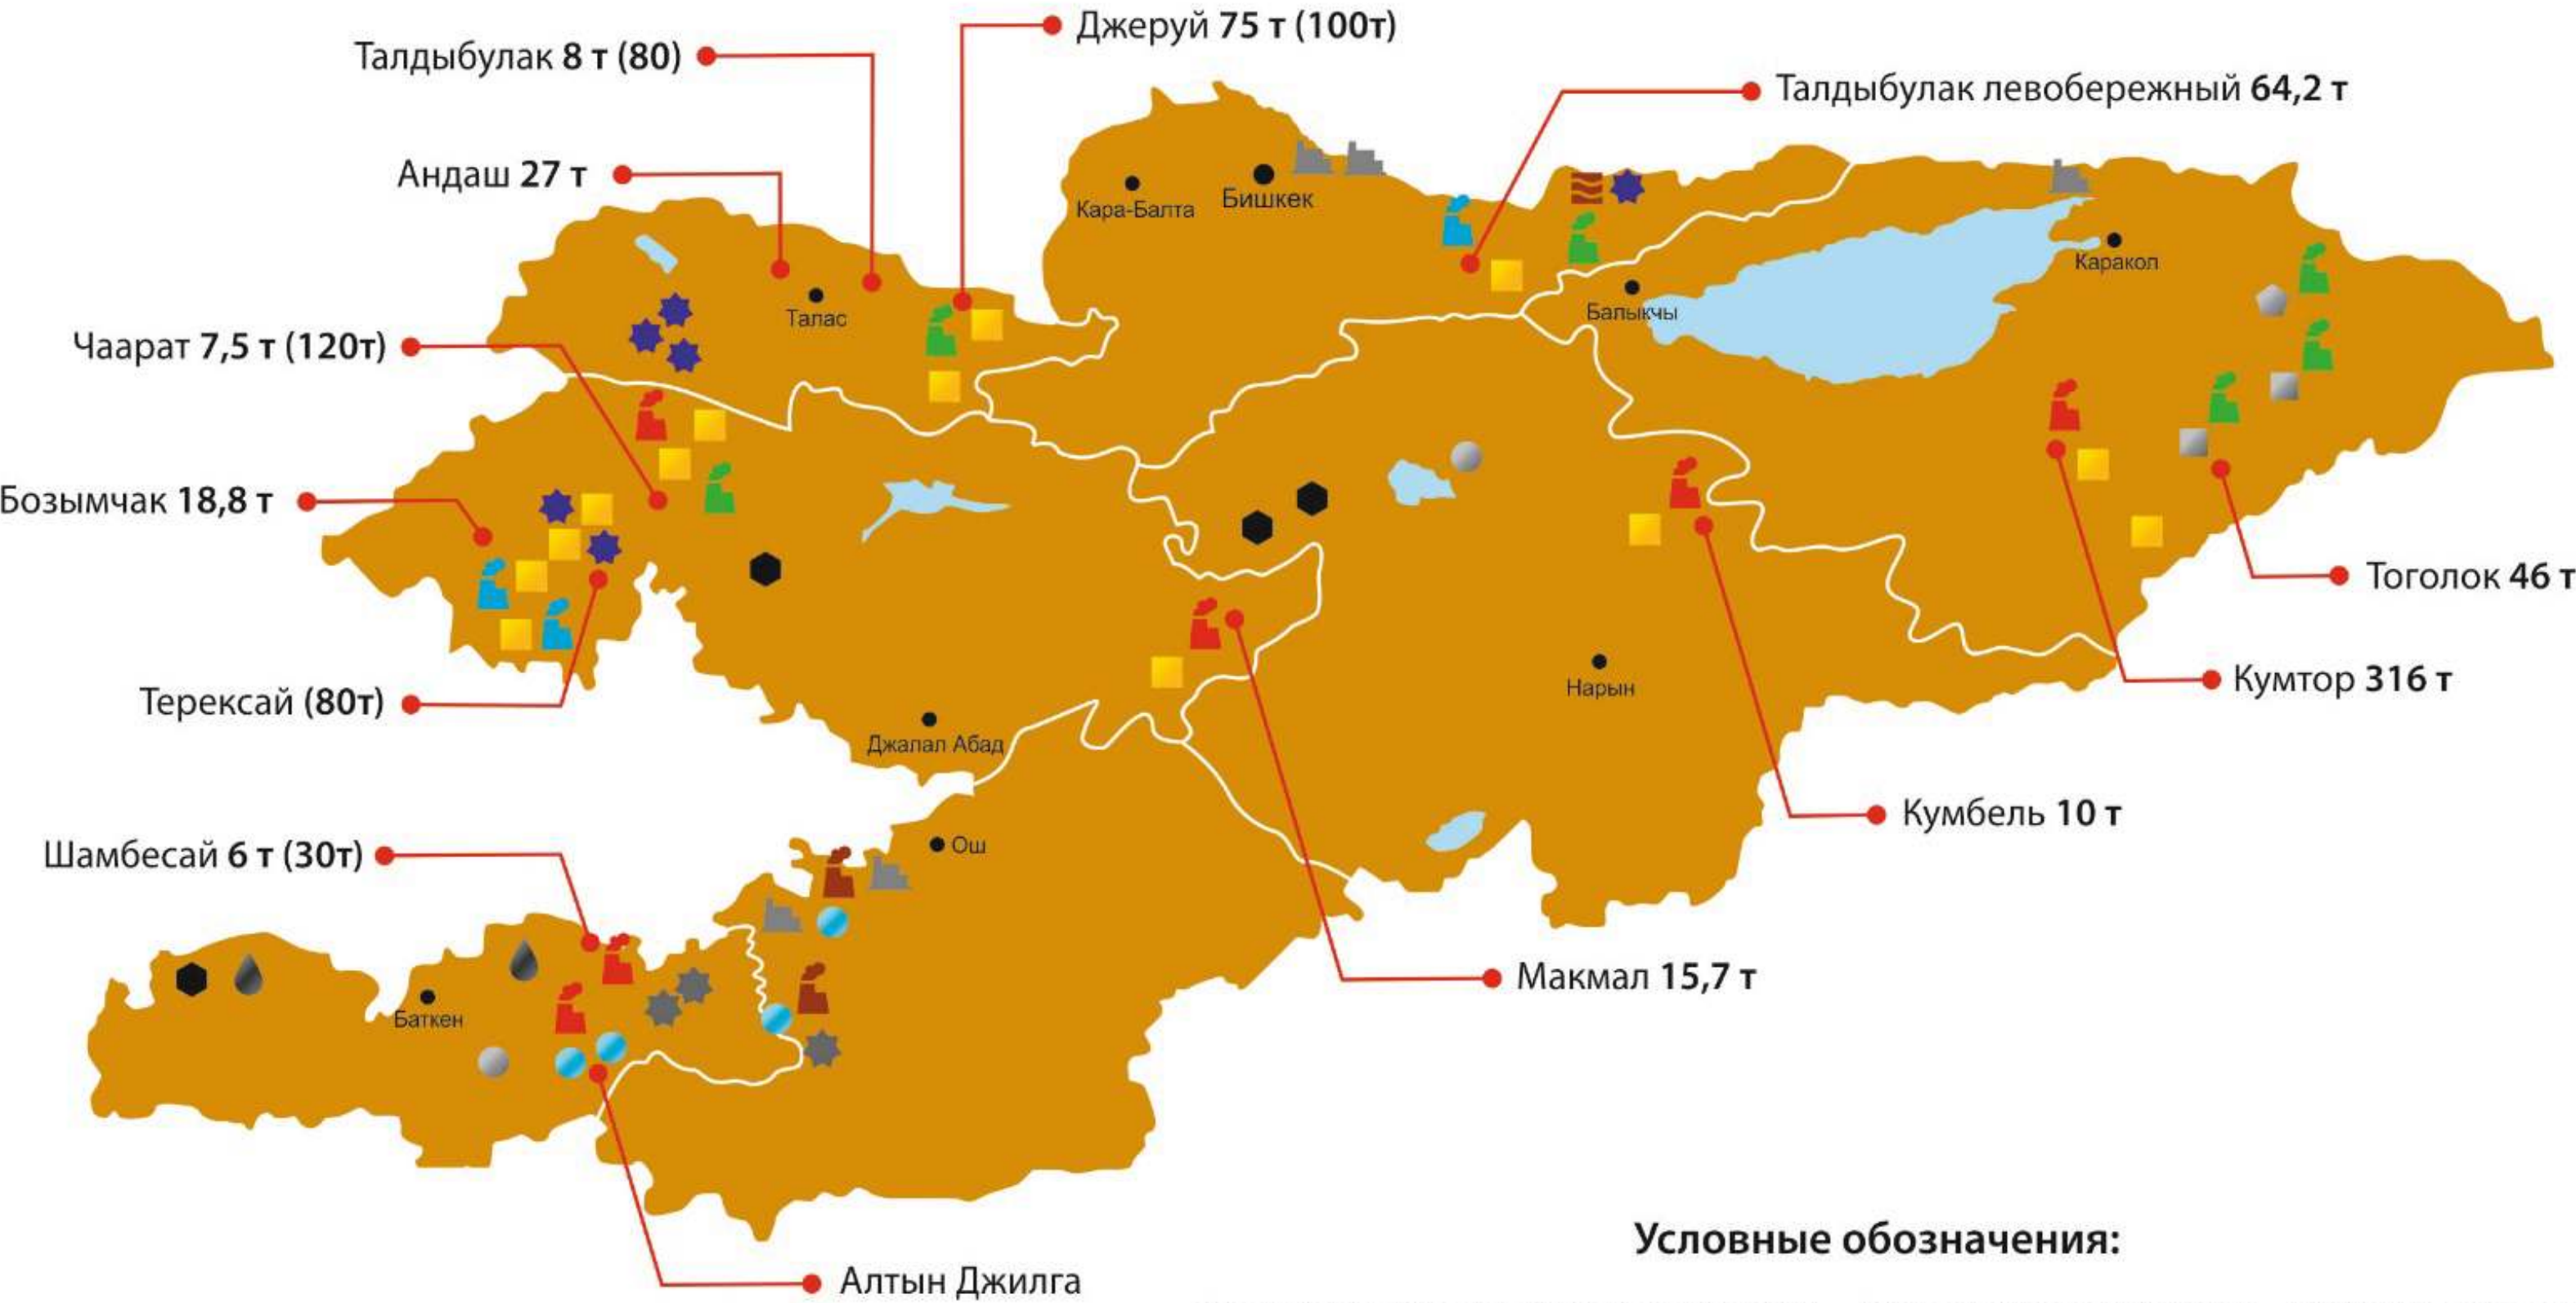 Джеруй 75 т (100т)
Талдыбулак 8 т (80)
Талдыбулак левобережный 64,2 т
Андаш 27 т
Кара-Балта
Бишкек
Каракол
Талас
Балыкчы
Чаарат 7,5 т (120т)
Бозымчак 18,8 т
Тоголок 46 т
Терексай (80т)
Кумтор 316 т
Нарын
Джалал Абад
Кумбель 10 т
Шамбесай 6 т (30т)
Ош
Макмал 15,7 т
Баткен
Условные обозначения:
Алтын Джилга